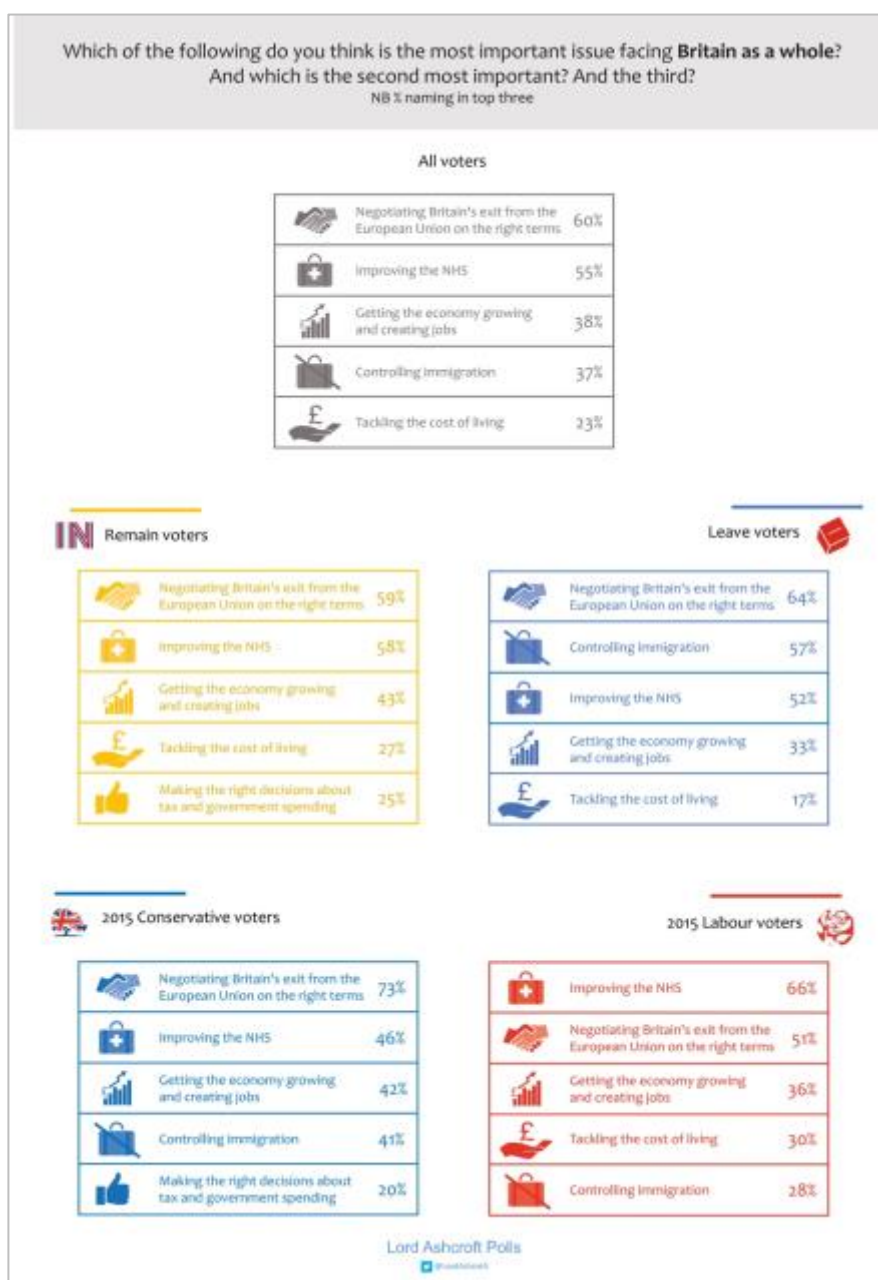 Which of the following do you think is the most important issue facing Britain as a whole?
And which is the second most important? And the third?
NB % naming in top three
All voters
Negotiating Britain's exit from the
European Union on the right terms 60%
Improving the NHS 55%
Getting the economy growing
and creating jobs 38%
Controlling immigration 37%
£
Tackling the cost of living 23%
IN Remain voters
Negotiating Britain's exit from the
European Union on the right terms 59%
Improving the NHS 58%
Getting the economy growing
and creating jobs 43%
£
Tackling the cost of living 27%
Making the right decisions about
tax and government spending 25%
Leave voters
Negotiating Britain's exit from the
European Union on the right terms 64%
Controlling immigration 57%
Improving the NHS 52%
Getting the economy growing
and creating jobs 33%
£
Tackling the cost of living 17%
2015 Conservative voters
Negotiating Britain's exit from the
European Union on the right terms 73%
Improving the NHS 46%
Getting the economy growing
and creating jobs 42%
Controlling immigration 41%
Making the right decisions about
tax and government spending 20%
2015 Labour voters
Improving the NHS 66%
Negotiating Britain's exit from the
European Union on the right terms 51%
Getting the economy growing
and creating jobs 36%
£
Tackling the cost of living 30%
Controlling immigration 28%
Lord Ashcroft Polls